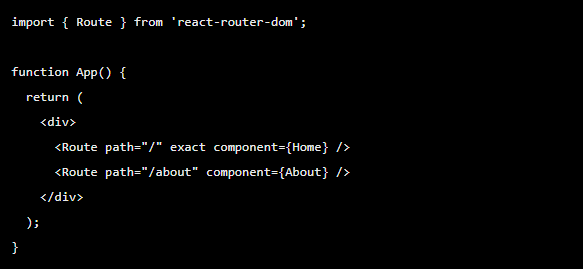 import { Route } from 'react-router-dom';

function App() {
  return (
    <div>
      <Route path="/" exact component={Home} />
      <Route path="/about" component={About} />
    </div>
  );
}